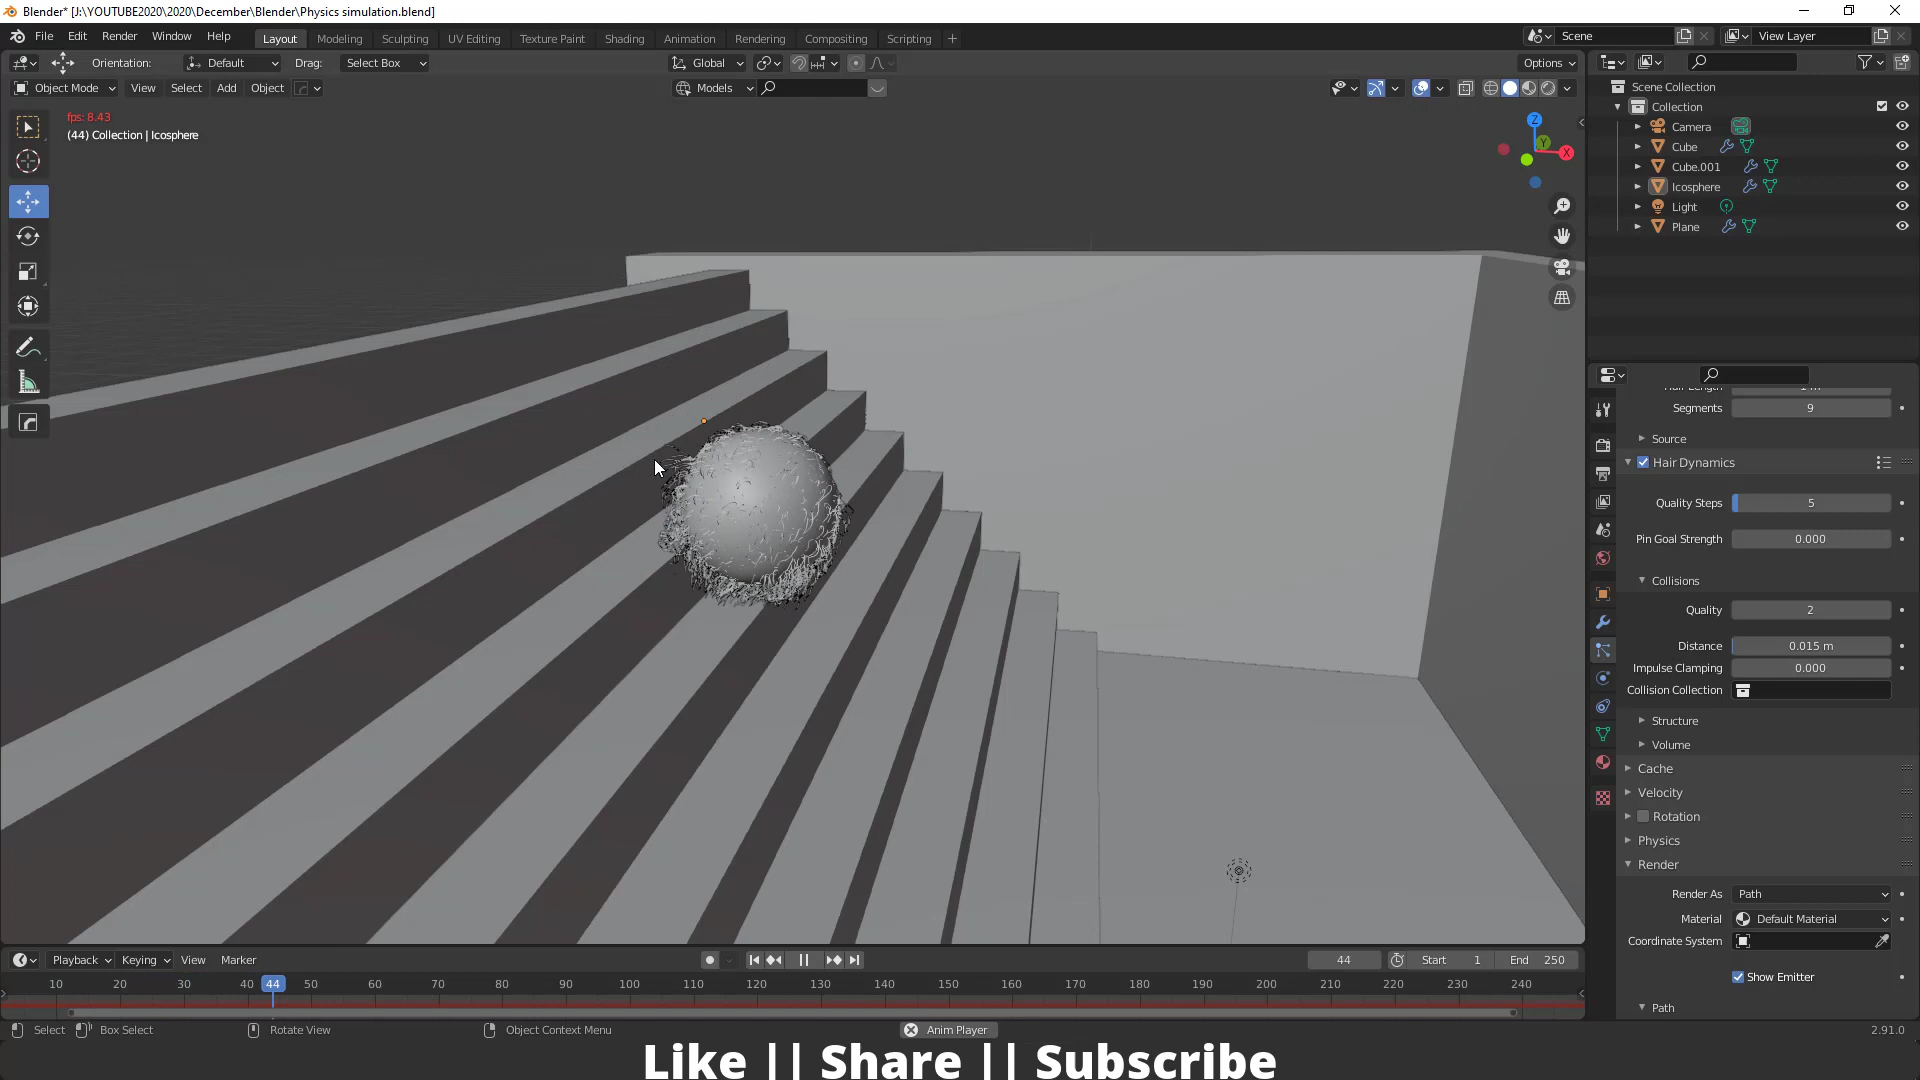 Blender* [J:\YOUTUBE2020\2020\December\Blender\Physics simulation.blend]
File Edit Render Window Help
Layout Modeling Sculpting UV Editing Texture Paint Shading Animation Rendering Compositing Scripting +
Scene
View Layer
Orientation: Default Drag: Select Box
Global
Options
Object Mode View Select Add Object
Models
fps: 8.43
(44) Collection | Icosphere
Z
Y
X
Scene Collection
Collection
Camera
Cube
Cube.001
Icosphere
Light
Plane
Segments 9
Source
Hair Dynamics
Quality Steps 5
Pin Goal Strength 0.000
Collisions
Quality 2
Distance 0.015 m
Impulse Clamping 0.000
Collision Collection
Structure
Volume
Cache
Velocity
Rotation
Physics
Render
Render As Path
Material Default Material
Coordinate System
Show Emitter
Path
Playback Keying View Marker
44 Start 1 End 250
10 20 30 40 44 50 60 70 80 90 100 110 120 130 140 150 160 170 180 190 200 210 220 230 240
Select Box Select Rotate View Object Context Menu Anim Player 2.91.0
Like || Share || Subscribe